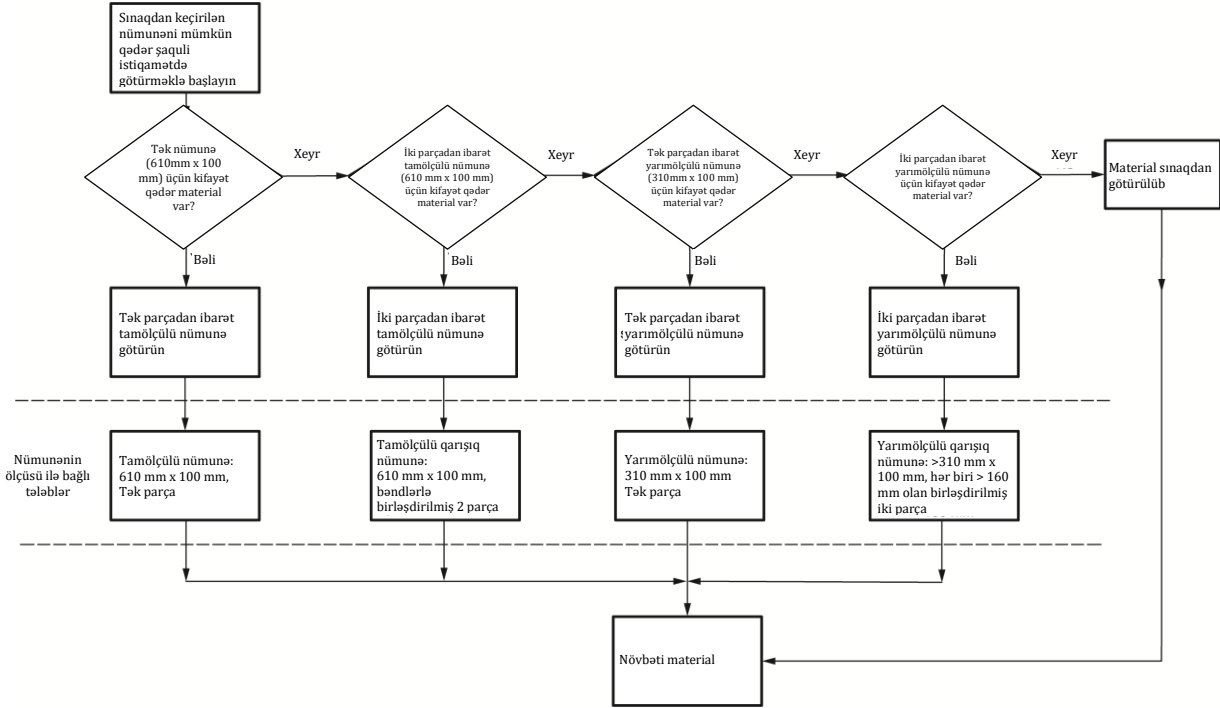 Sınaqdan keçirilən
nümunəni mümkün
qədər şaquli
istiqamətdə
götürməklə başlayın
Tək nümunə
(610mm x 100
mm) üçün kifayət
qədər material
var?
Xeyr
İki parçadan ibarət
tamölçülü nümunə
(610 mm x 100 mm)
üçün kifayət qədər
material var?
Xeyr
Tək parçadan ibarət
yarımölçülü nümunə
(310mm x 100 mm)
üçün kifayət qədər
material var?
Xeyr
İki parçadan ibarət
yarımölçülü nümunə
üçün kifayət qədər
material var?
Xeyr
Material sınaqdan
götürülüb
Bəli
Bəli
Bəli
Bəli
Tək parçadan ibarət
tamölçülü nümunə
götürün
İki parçadan ibarət
tamölçülü nümunə
götürün
Tək parçadan ibarət
yarımölçülü nümunə
götürün
İki parçadan ibarət
yarımölçülü nümunə
götürün
Nümunənin
ölçüsü ilə bağlı
tələblər
Tamölçülü nümunə:
610 mm x 100 mm,
Tək parça
Tamölçülü qarışıq
nümunə:
610 mm x 100 mm,
bəndlərlə
birləşdirilmiş 2 parça
Yarımölçülü nümunə:
310 mm x 100 mm
Tək parça
Yarımölçülü qarışıq
nümunə: >310 mm x
100 mm, hər biri > 160
mm olan birləşdirilmiş
iki parça
Növbəti material